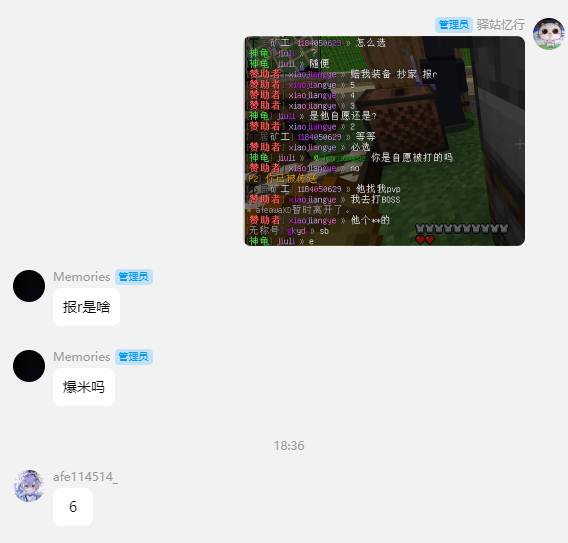 管理员 驿站忆行
矿工 1184050629 » 怎么选
神龟 jiuli » ?
神龟 jiuli » 随便
赞助者 xiaojiangye » 赔我装备 抄家 报r
赞助者 xiaojiangye » 5
赞助者 xiaojiangye » 4
赞助者 xiaojiangye » 3
神龟 jiuli » 是他自愿还是?
赞助者 xiaojiangye » 2
矿工 1184050629 » 等等
赞助者 xiaojiangye » 必选
神龟 jiuli » 你是自愿被打的吗
赞助者 xiaojiangye » no
你已被传送
矿工 1184050629 » 他找我pvp
赞助者 xiaojiangye » 我去打BOSS
afeawaXD暂时离开了。
赞助者 xiaojiangye » 他个**的
无称号 gkyd » sb
神龟 jiuli » e
Memories 管理员
报r是啥
Memories 管理员
爆米吗
18:36
afe114514_
6